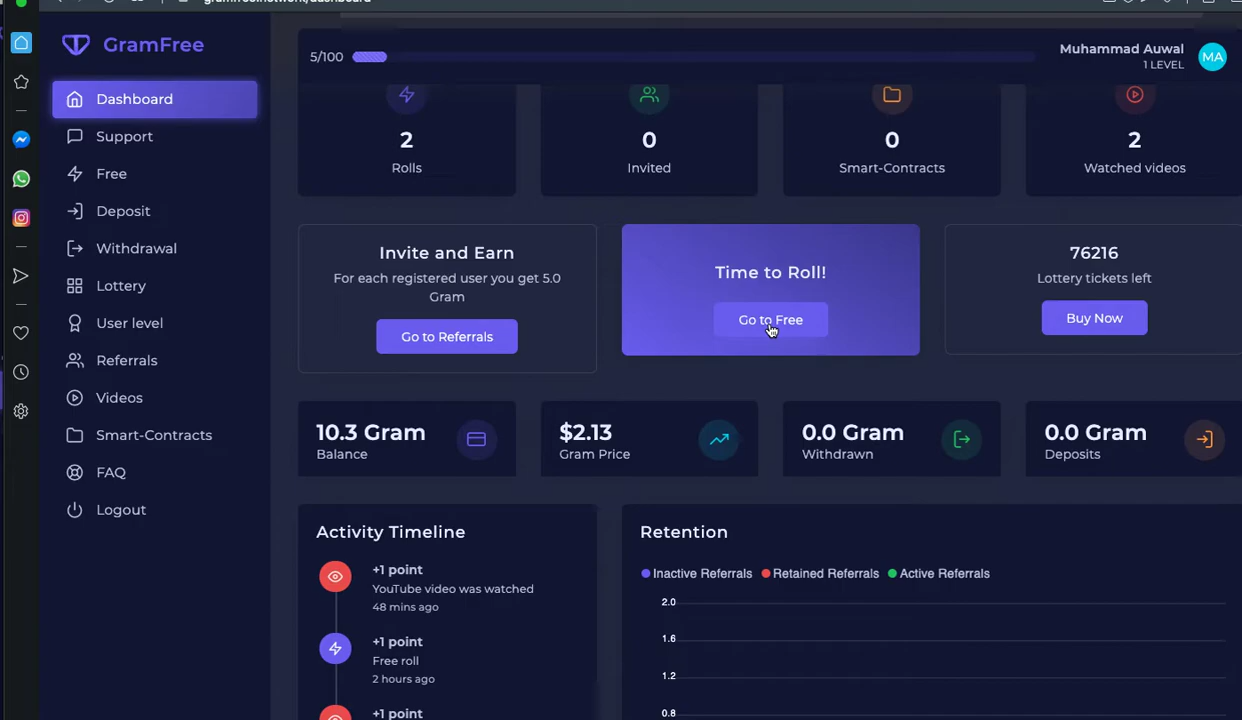 GramFree
Dashboard
Support
Free
Deposit
Withdrawal
Lottery
User level
Referrals
Videos
Smart-Contracts
FAQ
Logout
5/100
Muhammad Auwal
1 LEVEL
MA
2
Rolls
0
Invited
0
Smart-Contracts
2
Watched videos
Invite and Earn
For each registered user you get 5.0
Gram
Go to Referrals
Time to Roll!
Go to Free
76216
Lottery tickets left
Buy Now
10.3 Gram
Balance
$2.13
Gram Price
0.0 Gram
Withdrawn
0.0 Gram
Deposits
Activity Timeline
+1 point
YouTube video was watched
48 mins ago
+1 point
Free roll
2 hours ago
+1 point
Retention
Inactive Referrals Retained Referrals Active Referrals
2.0
1.6
1.2
0.8